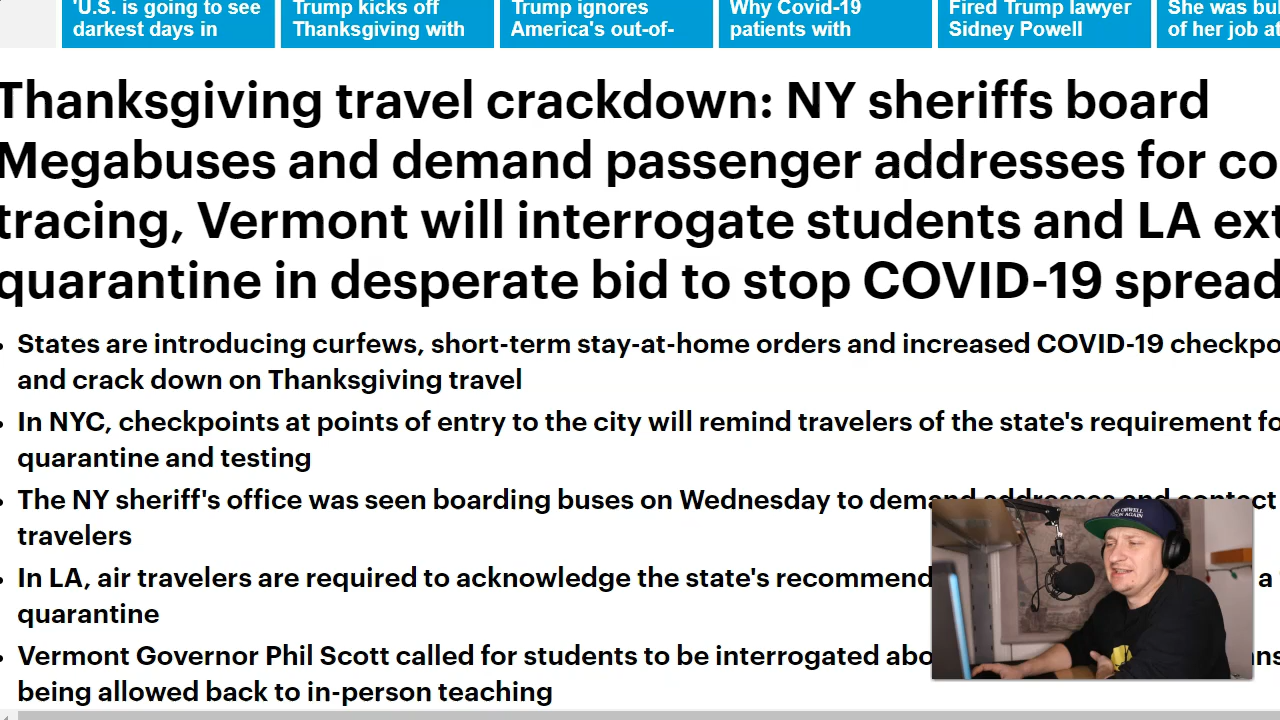 'U.S. is going to see
darkest days in
Trump kicks off
Thanksgiving with
Trump ignores
America's out-of-
Why Covid-19
patients with
Fired Trump lawyer
Sidney Powell
She was bu
of her job at
Thanksgiving travel crackdown: NY sheriffs board
Megabuses and demand passenger addresses for co
tracing, Vermont will interrogate students and LA ext
quarantine in desperate bid to stop COVID-19 spread
States are introducing curfews, short-term stay-at-home orders and increased COVID-19 checkpo
and crack down on Thanksgiving travel
In NYC, checkpoints at points of entry to the city will remind travelers of the state's requirement fo
quarantine and testing
The NY sheriff's office was seen boarding buses on Wednesday to demand addresses and contact
travelers
In LA, air travelers are required to acknowledge the state's recommend a
quarantine
Vermont Governor Phil Scott called for students to be interrogated abo ans
being allowed back to in-person teaching
ORWELL
AGAIN